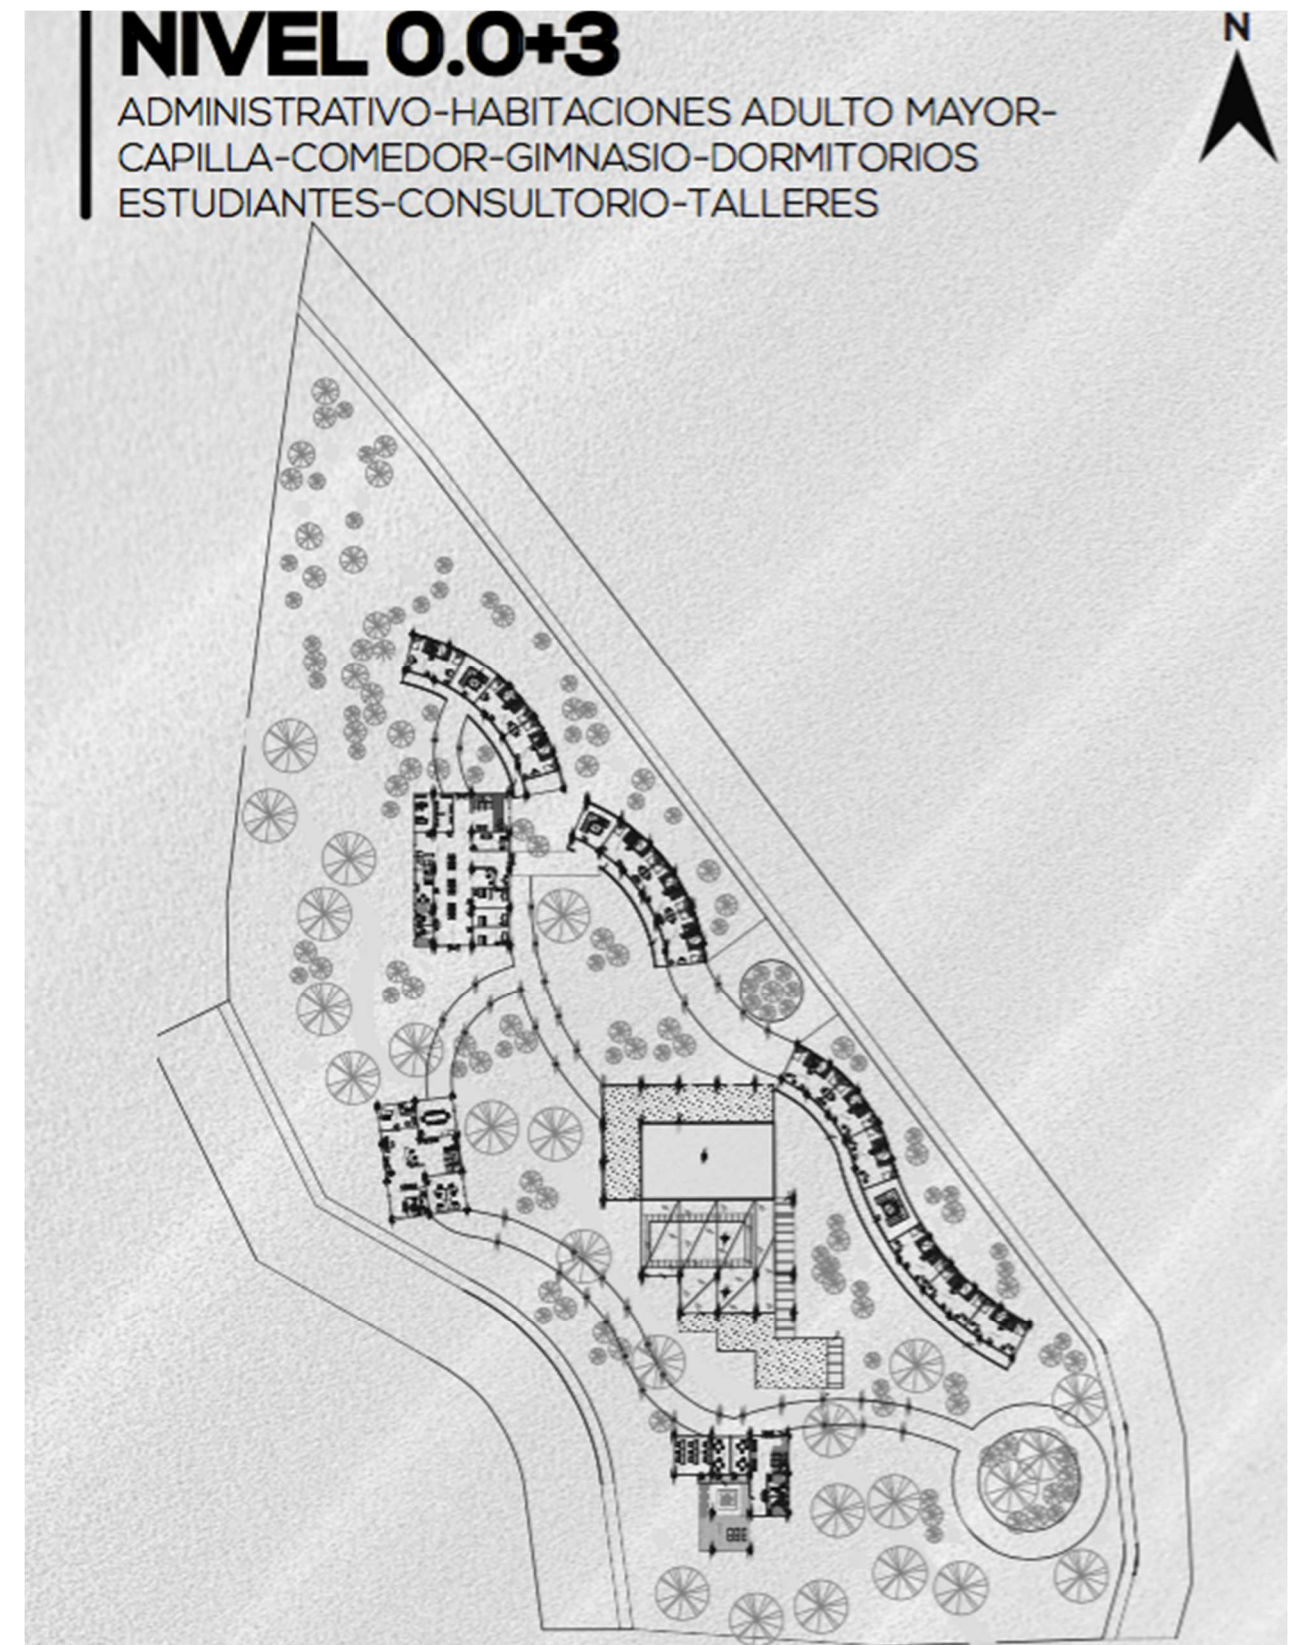 NIVEL 0.0+3
N
ADMINISTRATIVO-HABITACIONES ADULTO MAYOR-
CAPILLA-COMEDOR-GIMNASIO-DORMITORIOS
ESTUDIANTES-CONSULTORIO-TALLERES